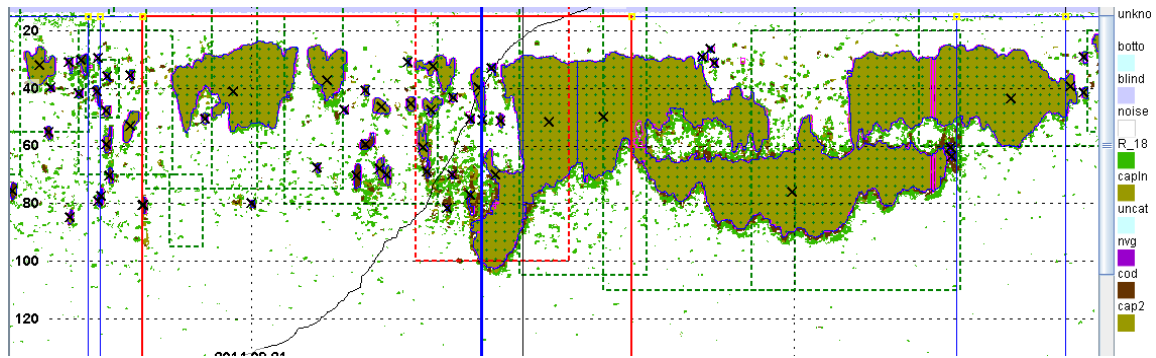 unkno
20
botto
40
blind
60
noise
R_18
80
capln
uncat
100
nvg
120
cod
cap2